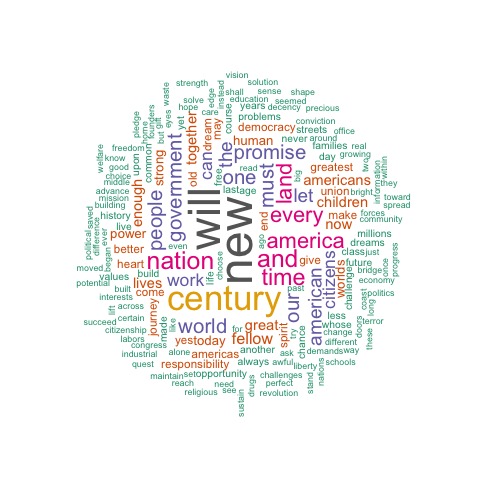 vision
strength
solution
sense
shape
solve
hope
edge
instead
shall
education
seemed
waste
eyes
gift
but
yet
care
years
decency
precious
founders
home
pledge
together
dream
may
course
problems
conviction
never
around
office
streets
democracy
human
common
strong
government
can
the
promise
families
real
freedom
upon
welfare
know
good
choice
middle
old
free
read
one
must
land
big
day
growing
two
greatest
americans
information
they
within
advance
mission
building
values
enough
people
will
new
last
age
let
union
bright
children
toward
spread
history
live
power
every
end
make
now
forces
community
political
saved
difference
ever
began
better
even
america
ago
and
give
millions
dreams
class
just
progress
moved
heart
nation
time
citizens
american
worlds
future
challenge
bridge
once
economy
potential
build
lives
work
life
choose
past
our
built
interests
come
century
coast
politics
long
lift
across
journey
made
like
world
for
great
spirit
try
chance
less
whose
change
doors
terror
these
succeed
certain
citizenship
labors
yes
today
fellow
different
congress
industrial
alone
americas
another
ask
demands
way
quest
responsibility
always
awful
liberty
schools
maintain
set
opportunity
challenges
nations
stand
reach
need
drugs
perfect
religious
see
revolution
sustain